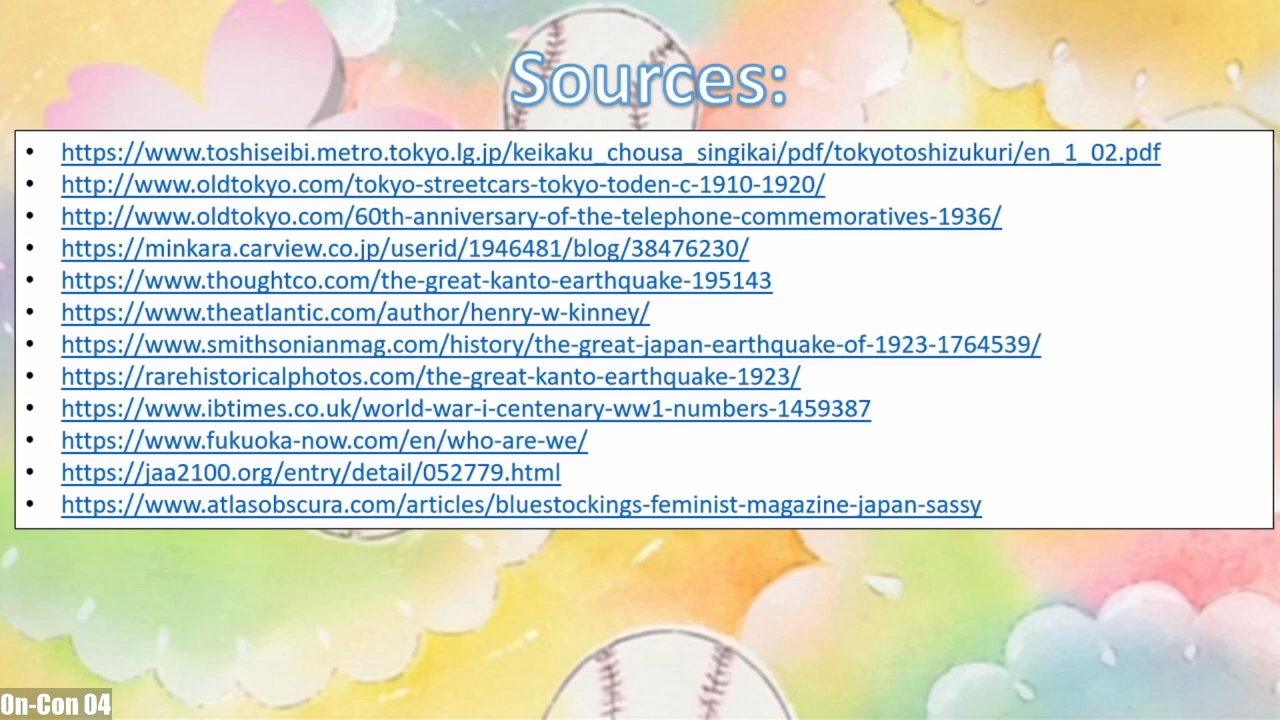 Sources:
• https://www.toshiseibi.metro.tokyo.lg.jp/keikaku_chousa_singikai/pdf/tokyotoshizukuri/en_1_02.pdf
• http://www.oldtokyo.com/tokyo-streetcars-tokyo-toden-c-1910-1920/
• http://www.oldtokyo.com/60th-anniversary-of-the-telephone-commemoratives-1936/
• https://minkara.carview.co.jp/userid/1946481/blog/38476230/
• https://www.thoughtco.com/the-great-kanto-earthquake-195143
• https://www.theatlantic.com/author/henry-w-kinney/
• https://www.smithsonianmag.com/history/the-great-japan-earthquake-of-1923-1764539/
• https://rarehistoricalphotos.com/the-great-kanto-earthquake-1923/
• https://www.ibtimes.co.uk/world-war-i-centenary-ww1-numbers-1459387
• https://www.fukuoka-now.com/en/who-are-we/
• https://jaa2100.org/entry/detail/052779.html
• https://www.atlasobscura.com/articles/bluestockings-feminist-magazine-japan-sassy
On-Con 04